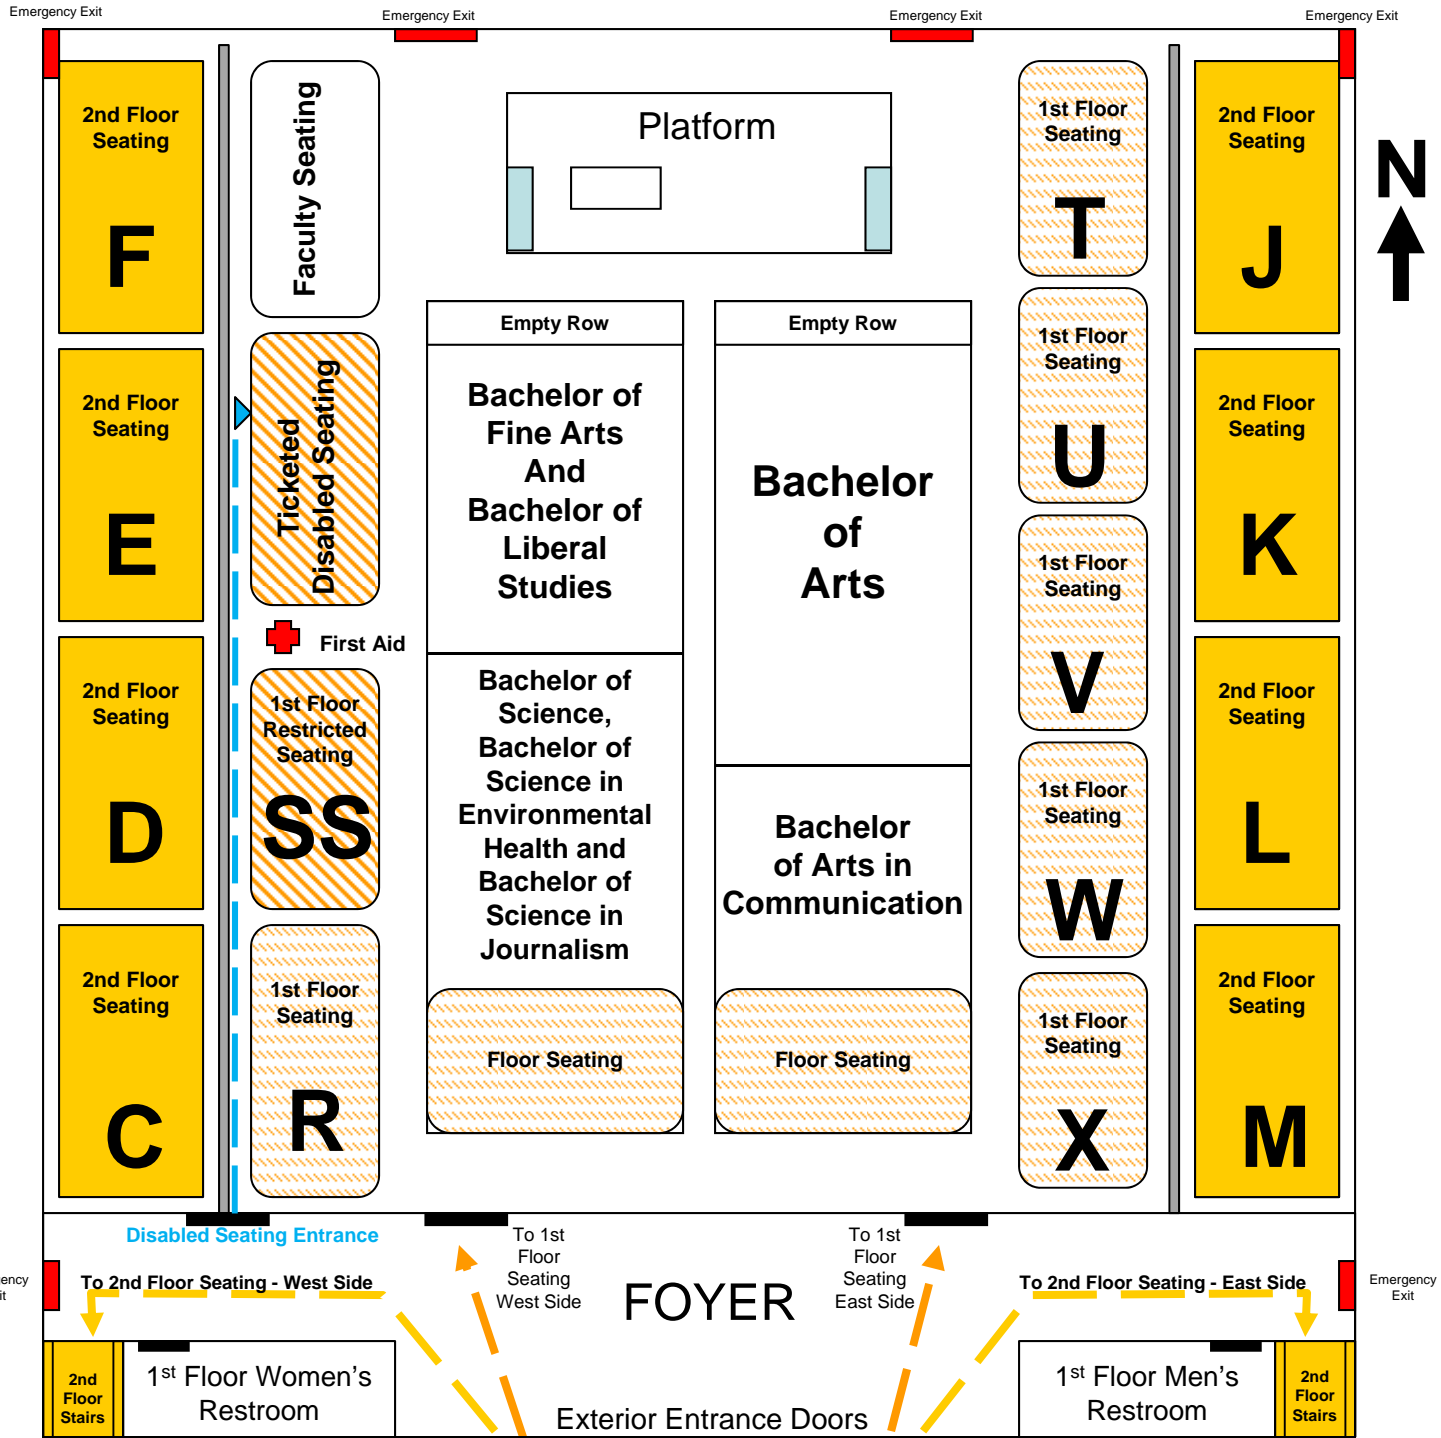 Emergency Exit
Emergency Exit
Emergency Exit
Emergency Exit
2nd Floor
Seating
F
Faculty Seating
Platform
1st Floor
Seating
T
2nd Floor
Seating
J
N
2nd Floor
Seating
E
Ticketed
Disabled Seating
Empty Row
Bachelor of
Fine Arts
And
Bachelor of
Liberal
Studies
Empty Row
Bachelor
of
Arts
1st Floor
Seating
U
2nd Floor
Seating
K
First Aid
1st Floor
Seating
V
2nd Floor
Seating
D
1st Floor
Restricted
Seating
SS
Bachelor of
Science,
Bachelor of
Science in
Environmental
Health and
Bachelor of
Science in
Journalism
Bachelor
of Arts in
Communication
1st Floor
Seating
W
2nd Floor
Seating
L
2nd Floor
Seating
C
1st Floor
Seating
R
Floor Seating
Floor Seating
1st Floor
Seating
X
2nd Floor
Seating
M
Disabled Seating Entrance
To 1st
Floor
Seating
West Side
To 1st
Floor
Seating
East Side
To 2nd Floor Seating - West Side
FOYER
To 2nd Floor Seating - East Side
Emergency
Exit
2nd
Floor
Stairs
1st Floor Women's
Restroom
Exterior Entrance Doors
1st Floor Men's
Restroom
2nd
Floor
Stairs